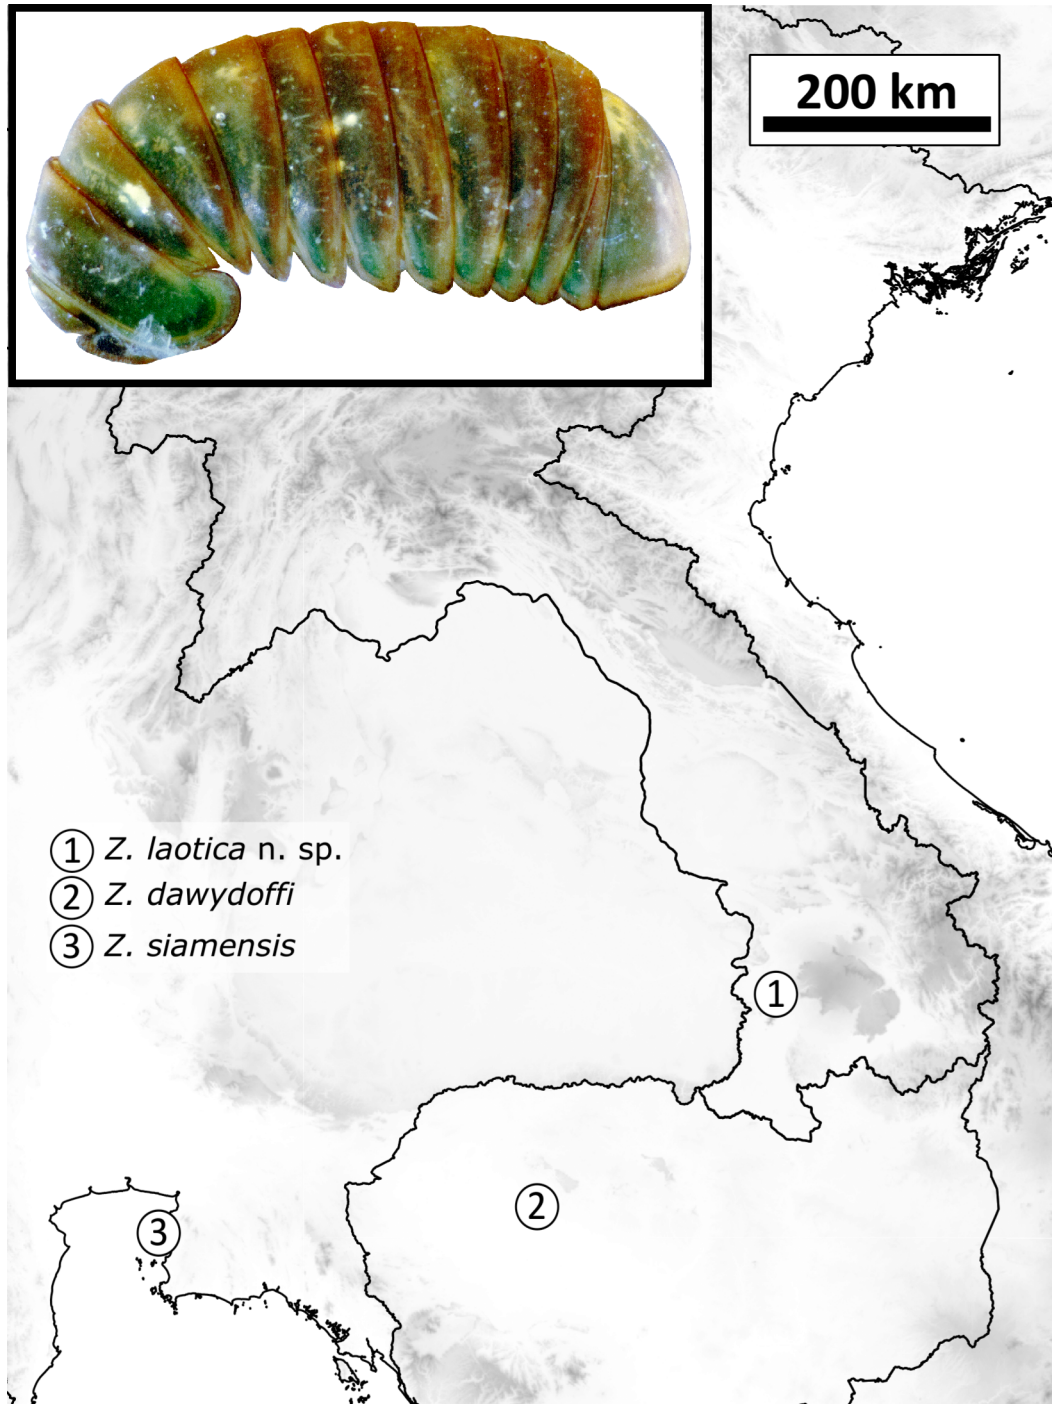 200 km
1 Z. laotica n. sp.
2 Z. dawydoffi
3 Z. siamensis
1
2
3